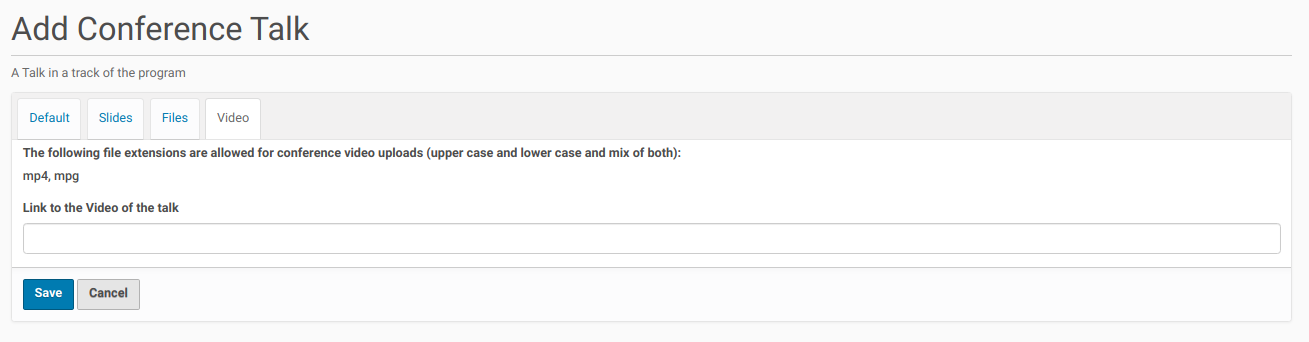 Add Conference Talk
A Talk in a track of the program
Default Slides Files Video
The following file extensions are allowed for conference video uploads (upper case and lower case and mix of both):
mp4, mpg
Link to the Video of the talk
Save Cancel